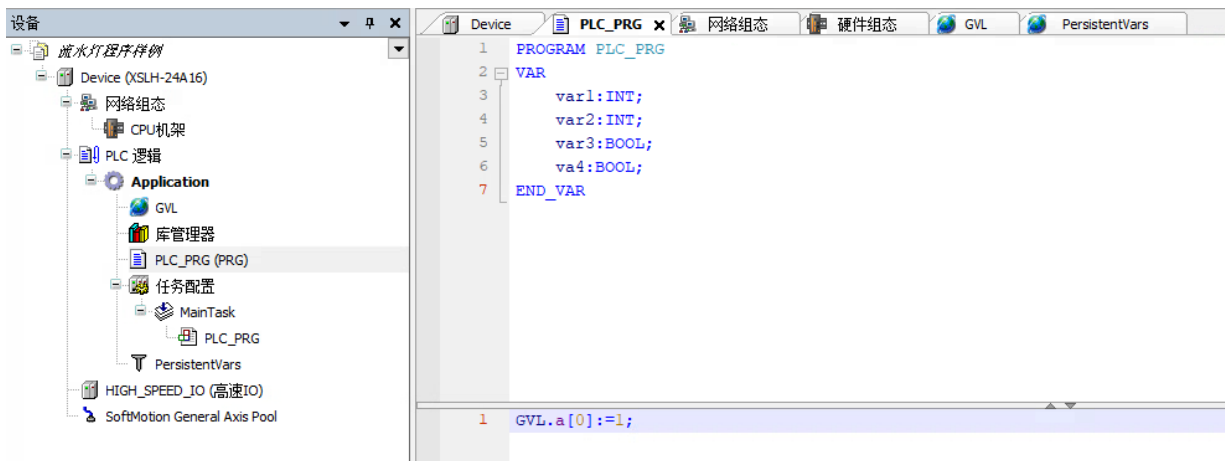 设备
流水灯程序样例
Device (XSLH-24A16)
网络组态
CPU机架
PLC 逻辑
Application
GVL
库管理器
PLC_PRG (PRG)
任务配置
MainTask
PLC_PRG
PersistentVars
HIGH_SPEED_IO (高速IO)
SoftMotion General Axis Pool
Device PLC_PRG 网络组态 硬件组态 GVL PersistentVars
1 PROGRAM PLC_PRG
2 VAR
3 var1:INT;
4 var2:INT;
5 var3:BOOL;
6 va4:BOOL;
7 END_VAR
1 GVL.a[0]:=1;